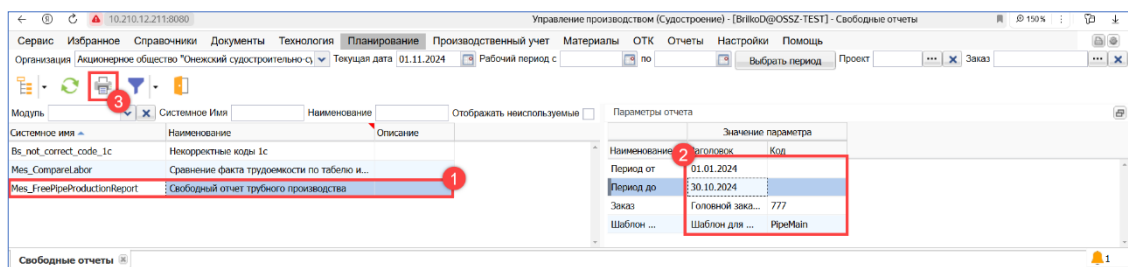 10.210.12.211:8080 Управление производством (Судостроение) - [BrilkoD@OSSZ-TEST] - Свободные отчеты 150%
Сервис Избранное Справочники Документы Технология Планирование Производственный учет Материалы ОТК Отчеты Настройки Помощь
Организация Акционерное общество "Онежский судостроительно-су Текущая дата 01.11.2024 Рабочий период с по Выбрать период Проект ... X Заказ ... X
3
Модуль X Системное Имя Наименование Отображать неиспользуемые Параметры отчета
Системное имя Наименование Описание Значение параметра
Наименование Заголовок Код
2
Bs_not_correct_code_1c Некорректные коды 1с
Mes_CompareLabor Сравнение факта трудоемкости по табелю и... Период от 01.01.2024
1
Mes_FreePipeProductionReport Свободный отчет трубного производства Период до 30.10.2024
Заказ Головной зака... 777
Шаблон ... Шаблон для ... PipeMain
Свободные отчеты 1